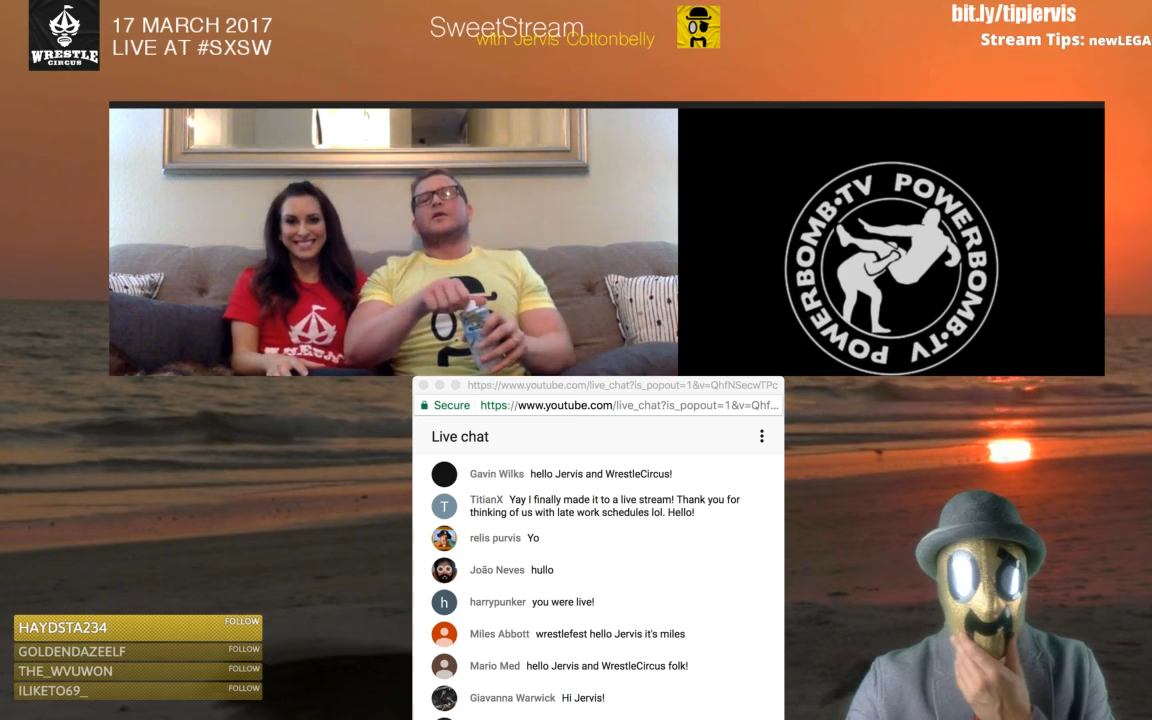 17 MARCH 2017
LIVE AT #SXSW
WRESTLE
CIRCUS
SweetStream
with Jervis Cottonbelly
bit.ly/tipjervis
Stream Tips: newLEGA
POWERBOMB.TV POWERBOMB.TV
https://www.youtube.com/live_chat?is_popout=1&v=QhfNSecwTPc
Secure https://www.youtube.com/live_chat?is_popout=1&v=Qhf...
Live chat
Gavin Wilks hello Jervis and WrestleCircus!
TitianX Yay I finally made it to a live stream! Thank you for
thinking of us with late work schedules lol. Hello!
T
relis purvis Yo
João Neves hullo
h
harrypunker you were live!
Miles Abbott wrestlefest hello Jervis it's miles
Mario Med hello Jervis and WrestleCircus folk!
Giavanna Warwick Hi Jervis!
HAYDSTA234 FOLLOW
GOLDENDAZEELF FOLLOW
THE_WVUWON FOLLOW
ILIKETO69_ FOLLOW